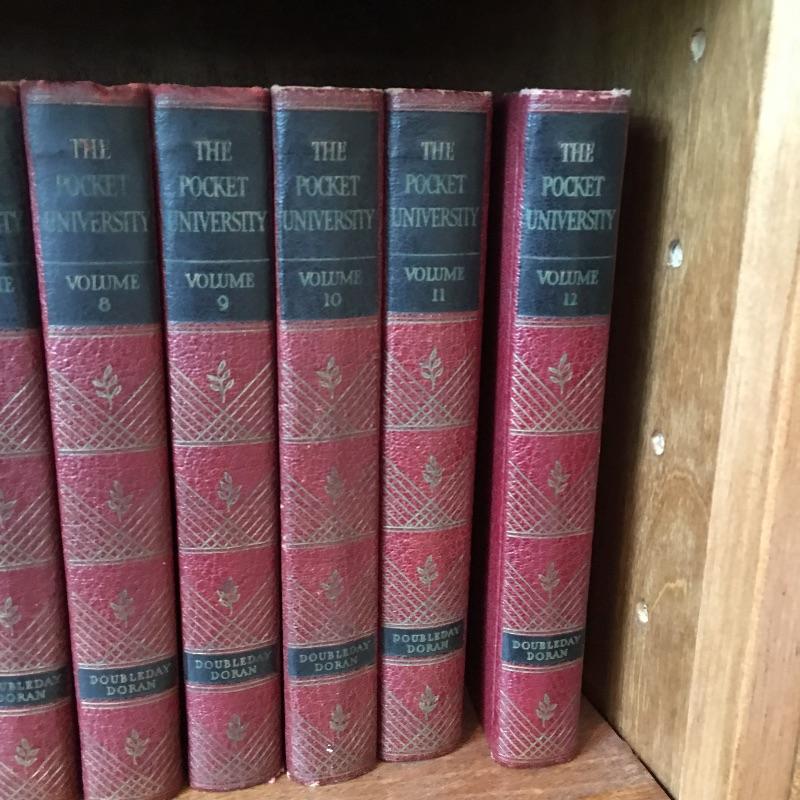 THE
POCKET
UNIVERSITY
VOLUME
8
DOUBLEDAY
DORAN
THE
POCKET
UNIVERSITY
VOLUME
9
DOUBLEDAY
DORAN
THE
POCKET
UNIVERSITY
VOLUME
10
DOUBLEDAY
DORAN
THE
POCKET
UNIVERSITY
VOLUME
11
DOUBLEDAY
DORAN
THE
POCKET
UNIVERSITY
VOLUME
12
DOUBLEDAY
DORAN